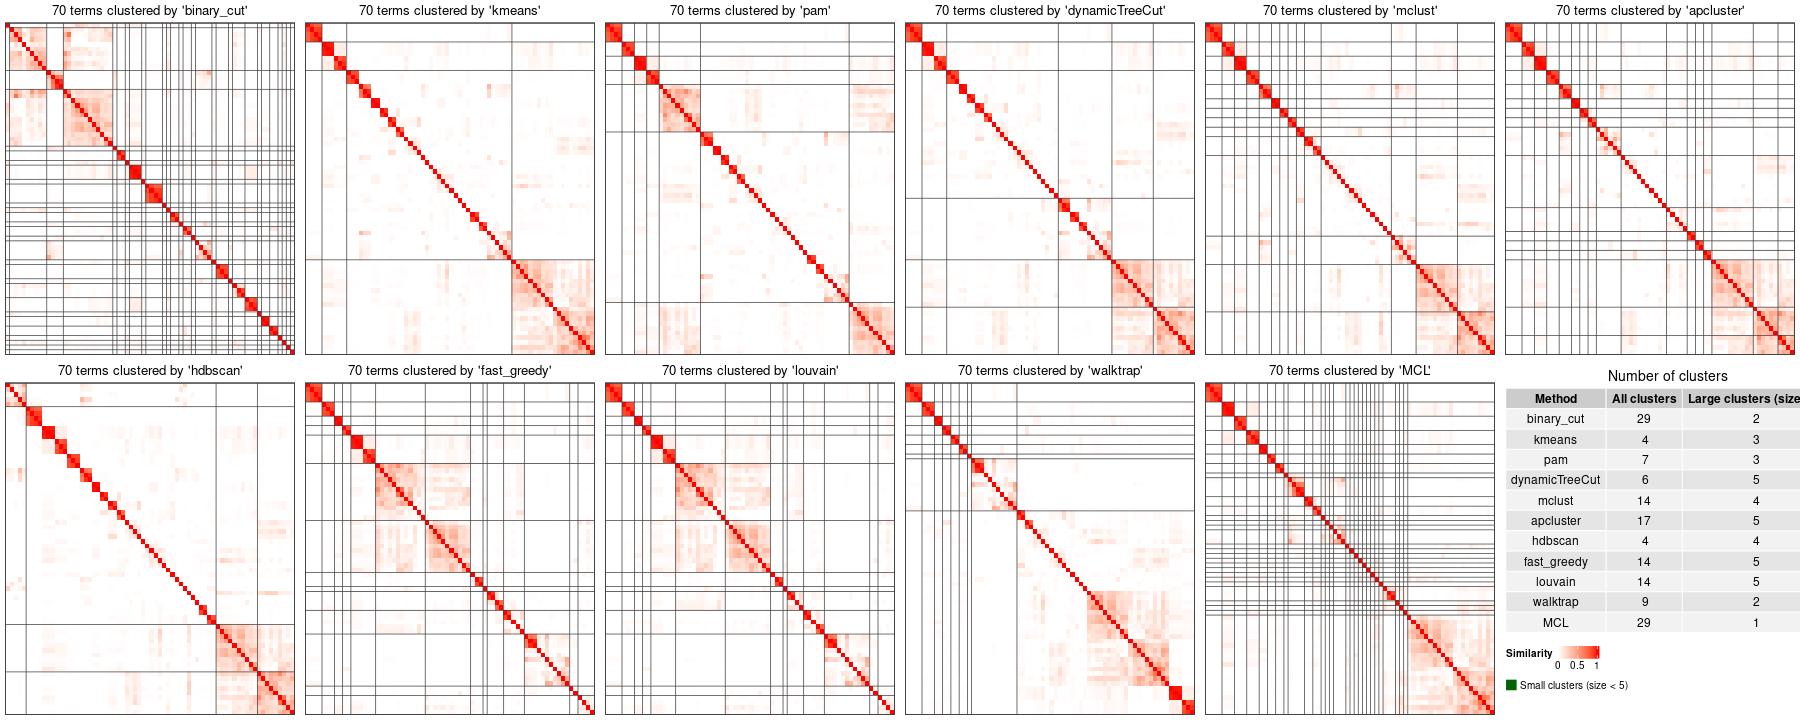 70 terms clustered by 'binary_cut'
70 terms clustered by 'kmeans'
70 terms clustered by 'pam'
70 terms clustered by 'dynamicTreeCut'
70 terms clustered by 'mclust'
70 terms clustered by 'apcluster'
70 terms clustered by 'hdbscan'
70 terms clustered by 'fast_greedy'
70 terms clustered by 'louvain'
70 terms clustered by 'walktrap'
70 terms clustered by 'MCL'
Number of clusters
Method All clusters Large clusters (size
binary_cut 29 2
kmeans 4 3
pam 7 3
dynamicTreeCut 6 5
mclust 14 4
apcluster 17 5
hdbscan 4 4
fast_greedy 14 5
louvain 14 5
walktrap 9 2
MCL 29 1
Similarity
0 0.5 1
Small clusters (size < 5)